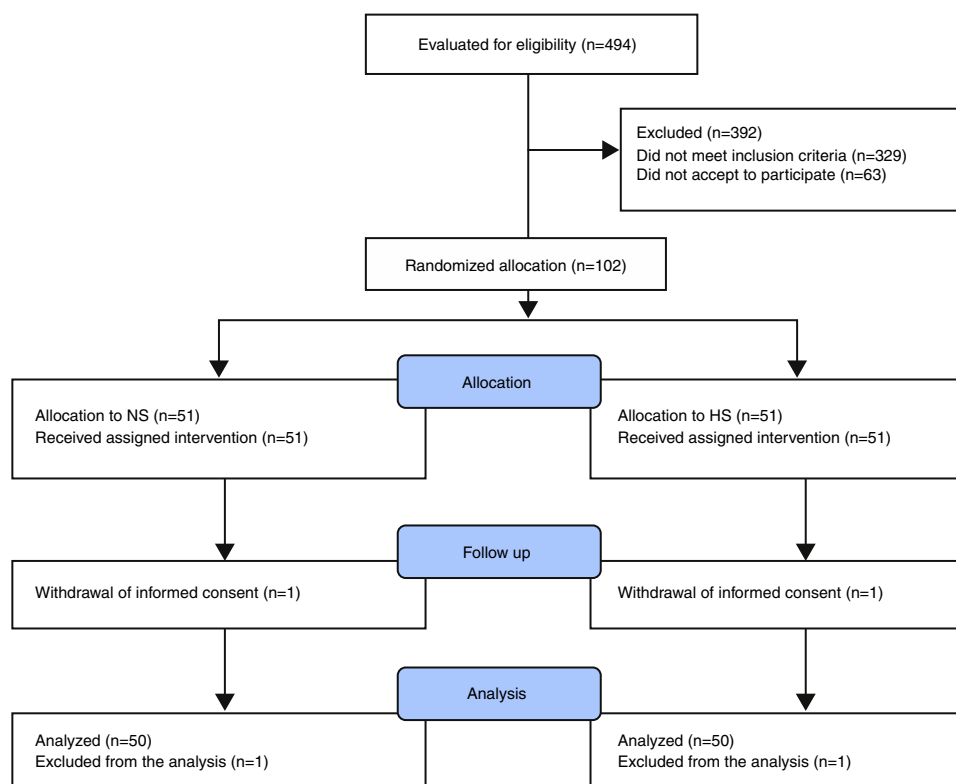 Evaluated for eligibility (n=494)
Excluded (n=392)
Did not meet inclusion criteria (n=329)
Did not accept to participate (n=63)
Randomized allocation (n=102)
Allocation
Allocation to NS (n=51)
Received assigned intervention (n=51)
Allocation to HS (n=51)
Received assigned intervention (n=51)
Follow up
Withdrawal of informed consent (n=1)
Withdrawal of informed consent (n=1)
Analysis
Analyzed (n=50)
Excluded from the analysis (n=1)
Analyzed (n=50)
Excluded from the analysis (n=1)